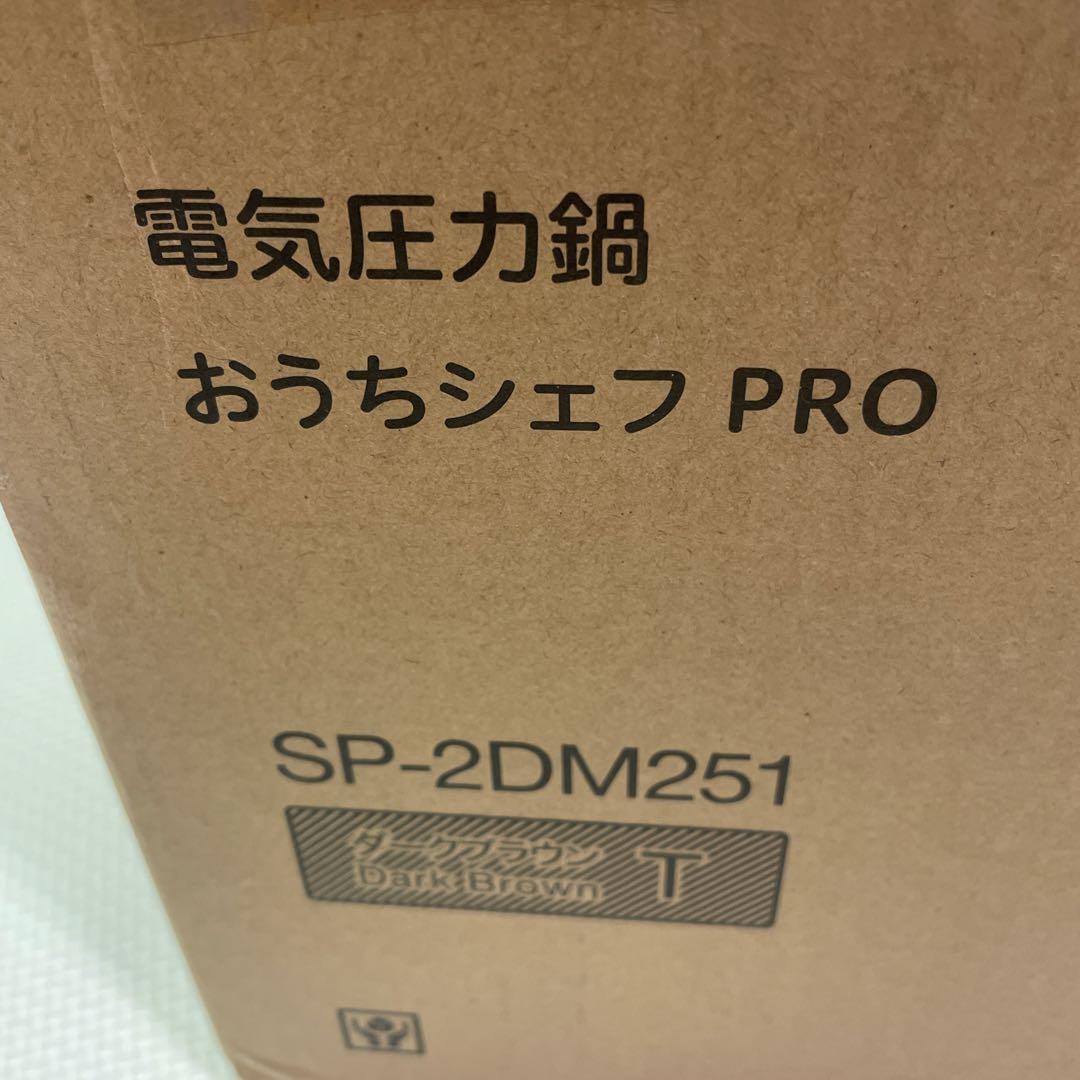 電気圧力鍋
おうちシェフ PRO
SP-2DM251
ダークブラウン
Dark Brown T